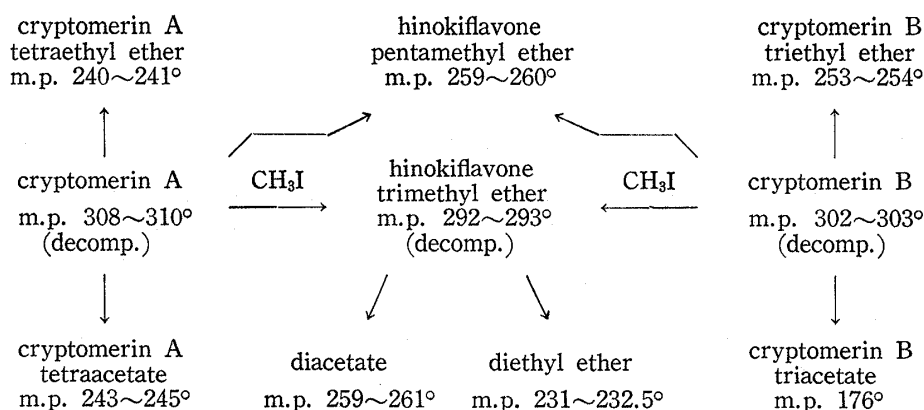 cryptomerin A
tetraethyl ether
m.p. 240~241°
hinokiflavone
pentamethyl ether
m.p. 259~260°
cryptomerin B
triethyl ether
m.p. 253~254°
cryptomerin A
m.p. 308~310°
(decomp.)
CH₃I
hinokiflavone
trimethyl ether
m.p. 292~293°
(decomp.)
CH₃I
cryptomerin B
m.p. 302~303°
(decomp.)
cryptomerin A
tetraacetate
m.p. 243~245°
diacetate
m.p. 259~261°
diethyl ether
m.p. 231~232.5°
cryptomerin B
triacetate
m.p. 176°